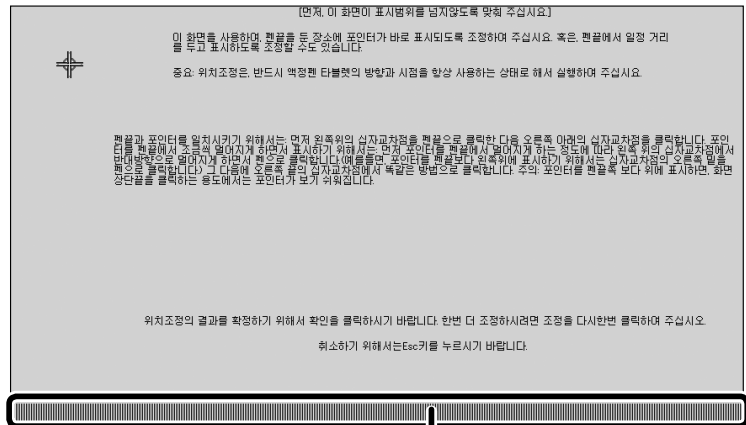 [먼저, 이 화면이 표시범위를 넘지않도록 맞춰 주십시요.]
이 화면을 사용하여, 펜끝을 둔 장소에 포인터가 바로 표시되도록 조정하여 주십시요. 혹은, 펜끝에서 일정 거리
를 두고 표시하도록 조정할 수도 있습니다.
중요: 위치조정은, 반드시 액정펜 타블렛의 방향과 시점을 항상 사용하는 상태로 해서 실행하여 주십시요.
펜끝과 포인터를 일치시키기 위해서는: 먼저 왼쪽위의 십자교차점을 펜끝으로 클릭한 다음 오른쪽 아래의 십자교차점을 클릭합니다. 포인
터를 펜끝에서 조금씩 멀어지게 하면서 표시하기 위해서는: 먼저 포인터를 펜끝에서 멀어지게 하는 정도에 따라 왼쪽 위의 십자교차점에서
반대방향으로 멀어지게 하면서 펜으로 클릭합니다.(예를들면, 포인터를 펜끝보다 왼쪽위에 표시하기 위해서는 십자교차점의 오른쪽 밑을
펜으로 클릭합니다.) 그 다음에 오른쪽 끝의 십자교차점에서 똑같은 방법으로 클릭합니다. 주의: 포인터를 펜끝쪽 보다 위에 표시하면, 화면
상단끝을 클릭하는 용도에서는 포인터가 보기 쉬워집니다.
위치조정의 결과를 확정하기 위해서 확인을 클릭하시기 바랍니다. 한번 더 조정하시려면 조정을 다시한번 클릭하여 주십시오.
취소하기 위해서는Esc키를 누르시기 바랍니다.